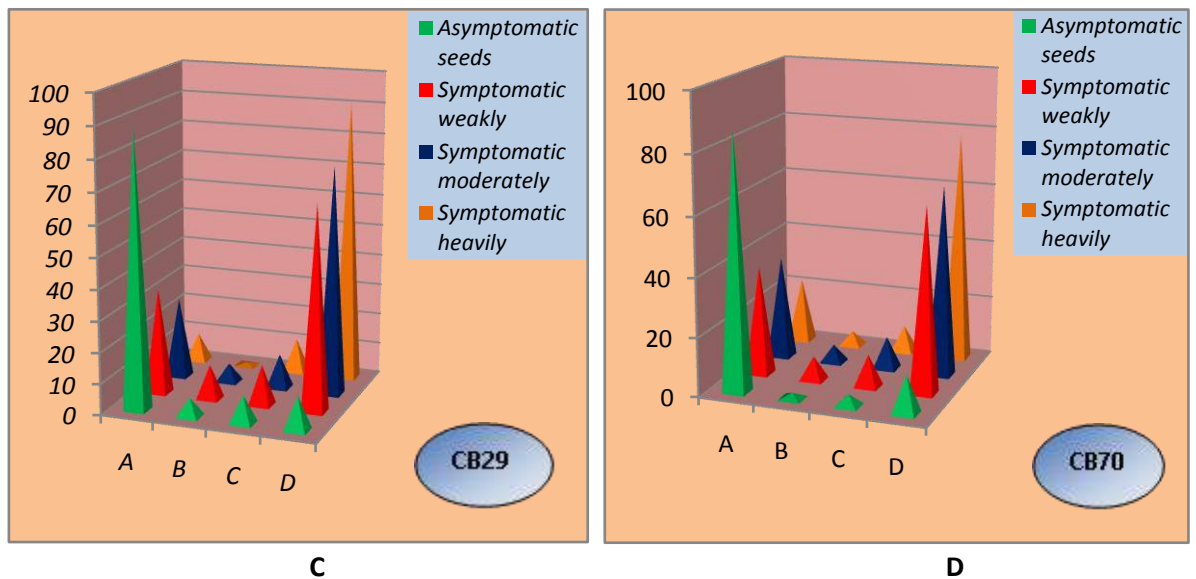 Asymptomatic
seeds
Symptomatic
weakly
Symptomatic
moderately
Symptomatic
heavily
100
90
80
70
60
50
40
30
20
10
0
A
B
C
D
CB29
C
Asymptomatic
seeds
Symptomatic
weakly
Symptomatic
moderately
Symptomatic
heavily
100
80
60
40
20
0
A
B
C
D
CB70
D